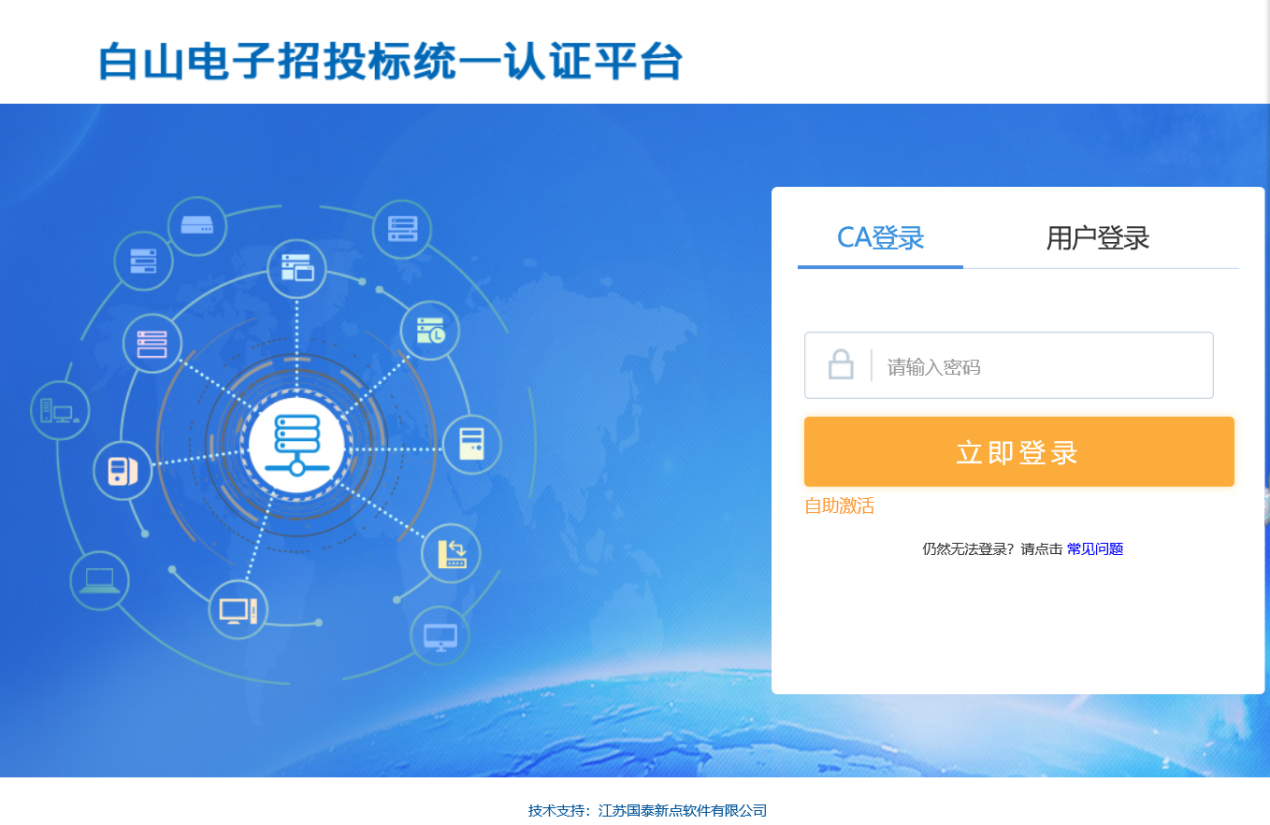 白山电子招投标统一认证平台
CA登录 用户登录
请输入密码
立即登录
自助激活
仍然无法登录？请点击 常见问题
技术支持：江苏国泰新点软件有限公司